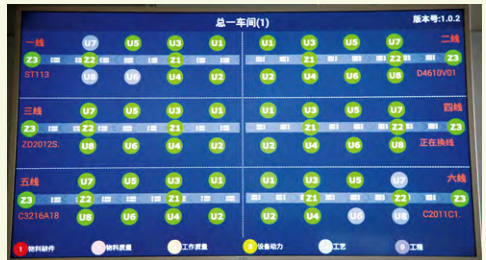 总一车间(1) 版本号:1.0.2
一线 U7 U5 U3 U1 U1 U3 U5 U7 二线
Z3 Z2 Z1 Z1 Z2 Z3
ST113 U8 U6 U4 U2 U2 U4 U6 U8 D4610V01
三线 U7 U5 U3 U1 U1 U3 U5 U7 四线
Z3 Z2 Z1 Z1 Z2 Z3
ZD2012S. U8 U6 U4 U2 U2 U4 U6 U8 正在换线
五线 U7 U5 U3 U1 U1 U3 U5 U7 六线
Z3 Z2 Z1 Z1 Z2 Z3
C3216A18 U8 U6 U4 U2 U2 U4 U6 U8 C2011C1.
1 物料缺件 物料质量 工作质量 设备动力 工艺 工程